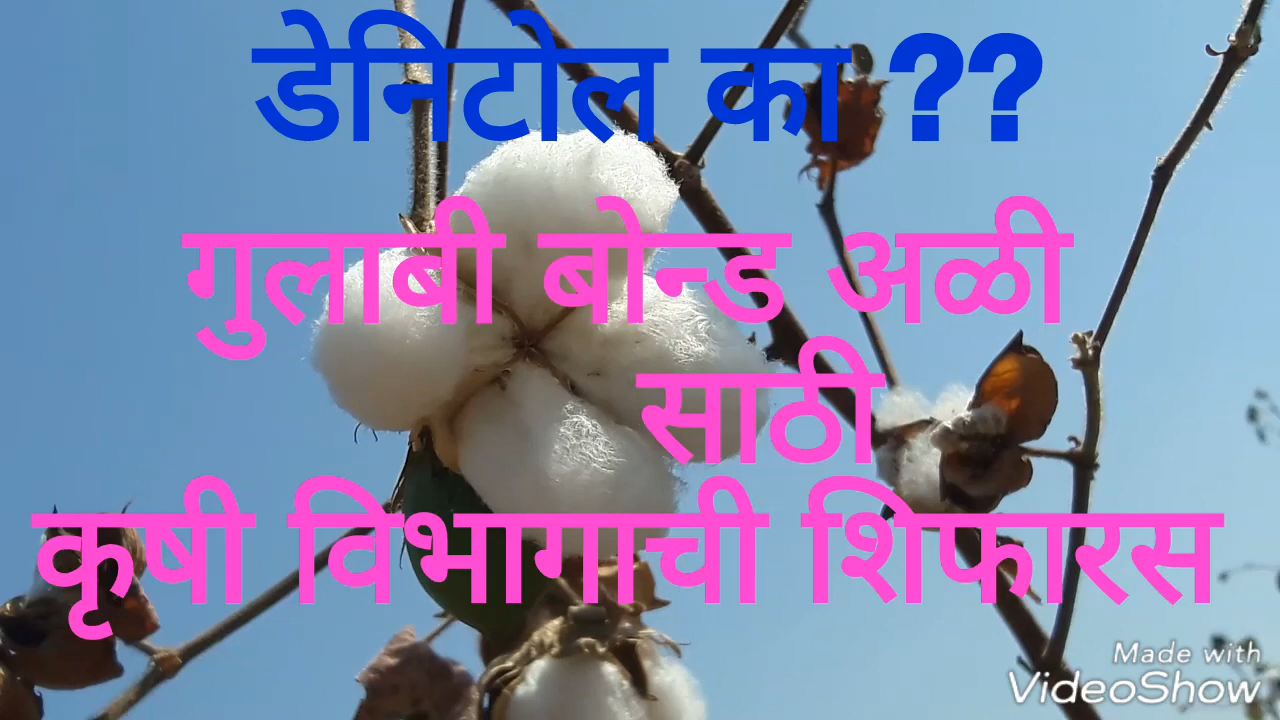 डेनिटोल का ??
गुलाबी बोन्ड अळी
साठी
कृषी विभागाची शिफारस
Made with
VideoShow